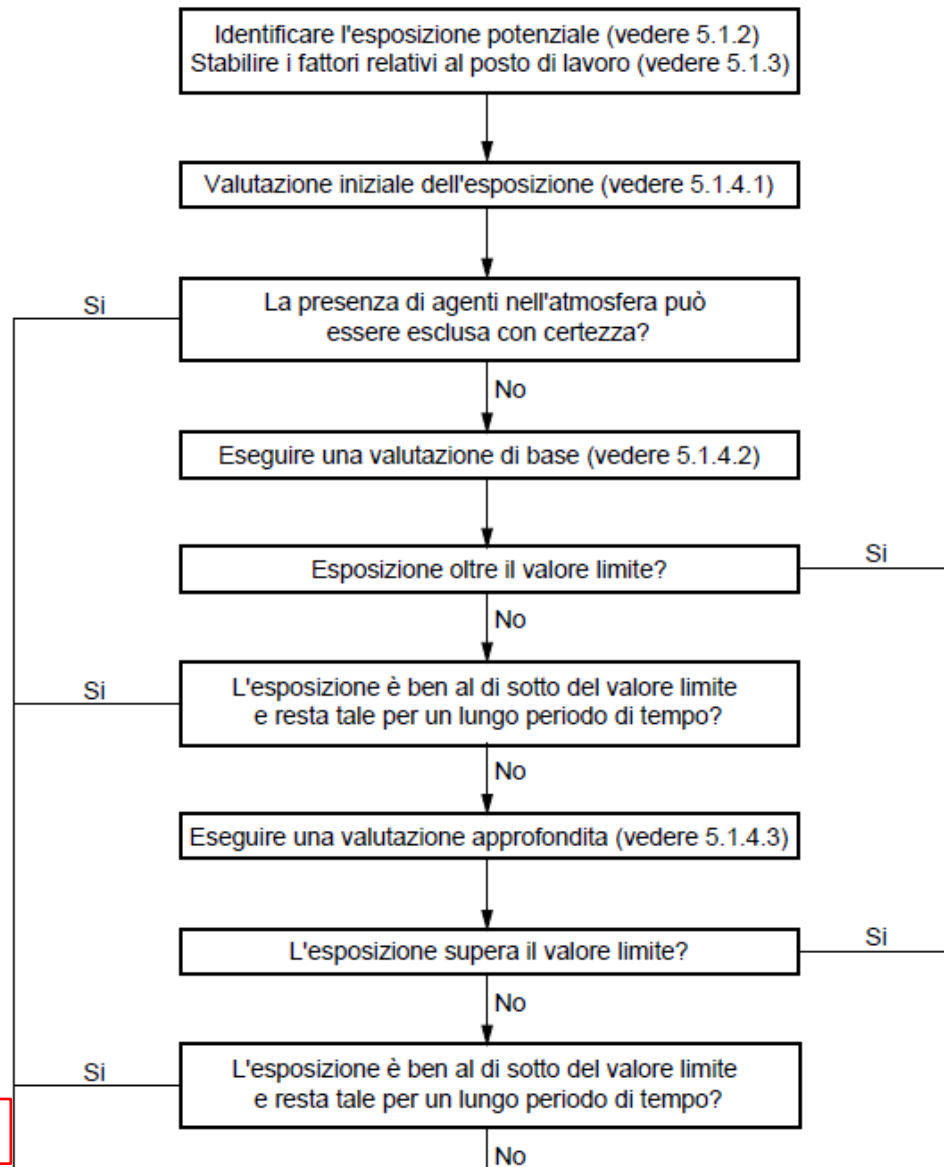 Identificare l'esposizione potenziale (vedere 5.1.2)
Stabilire i fattori relativi al posto di lavoro (vedere 5.1.3)
Valutazione iniziale dell'esposizione (vedere 5.1.4.1)
Si
La presenza di agenti nell'atmosfera può
essere esclusa con certezza?
No
Eseguire una valutazione di base (vedere 5.1.4.2)
Esposizione oltre il valore limite?
Si
No
Si
L'esposizione è ben al di sotto del valore limite
e resta tale per un lungo periodo di tempo?
No
Eseguire una valutazione approfondita (vedere 5.1.4.3)
L'esposizione supera il valore limite?
Si
No
Si
L'esposizione è ben al di sotto del valore limite
e resta tale per un lungo periodo di tempo?
No